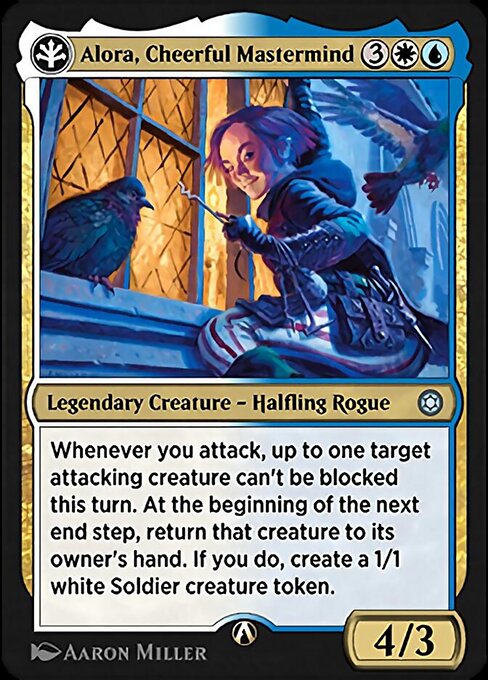 Alora, Cheerful Mastermind 3
Legendary Creature – Halfling Rogue
Whenever you attack, up to one target
attacking creature can't be blocked
this turn. At the beginning of the next
end step, return that creature to its
owner's hand. If you do, create a 1/1
white Soldier creature token.
4/3
Aaron Miller